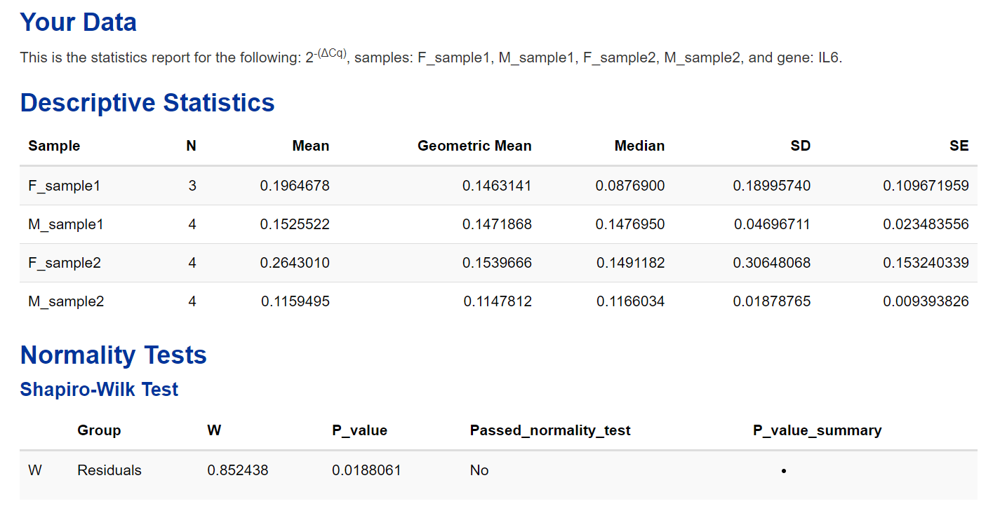 Your Data
This is the statistics report for the following: 2-(ΔCq), samples: F_sample1, M_sample1, F_sample2, M_sample2, and gene: IL6.
Descriptive Statistics
Sample N Mean Geometric Mean Median SD SE
F_sample1 3 0.1964678 0.1463141 0.0876900 0.18995740 0.109671959
M_sample1 4 0.1525522 0.1471868 0.1476950 0.04696711 0.023483556
F_sample2 4 0.2643010 0.1539666 0.1491182 0.30648068 0.153240339
M_sample2 4 0.1159495 0.1147812 0.1166034 0.01878765 0.009393826
Normality Tests
Shapiro-Wilk Test
Group W P_value Passed_normality_test P_value_summary
W Residuals 0.852438 0.0188061 No •